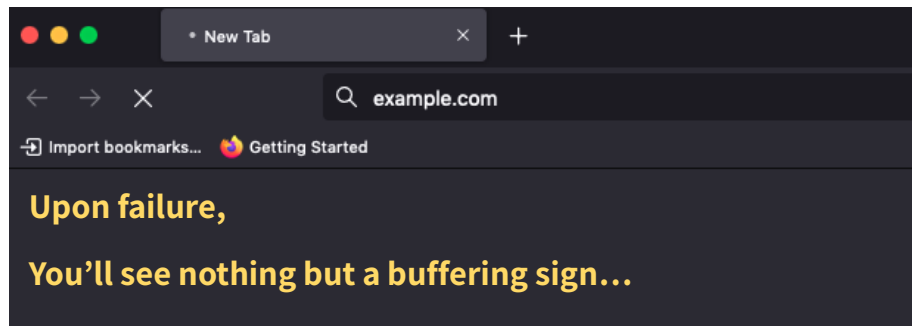 New Tab
example.com
Import bookmarks... Getting Started
Upon failure,
You’ll see nothing but a buffering sign…